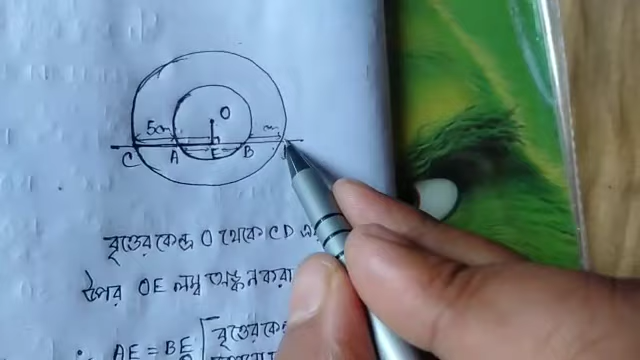 O
5cm
C A E B
বৃত্তের কেন্দ্র O থেকে CD
উপর OE লম্ব অঙ্কন করা
∴ AE = BE [বৃত্তের